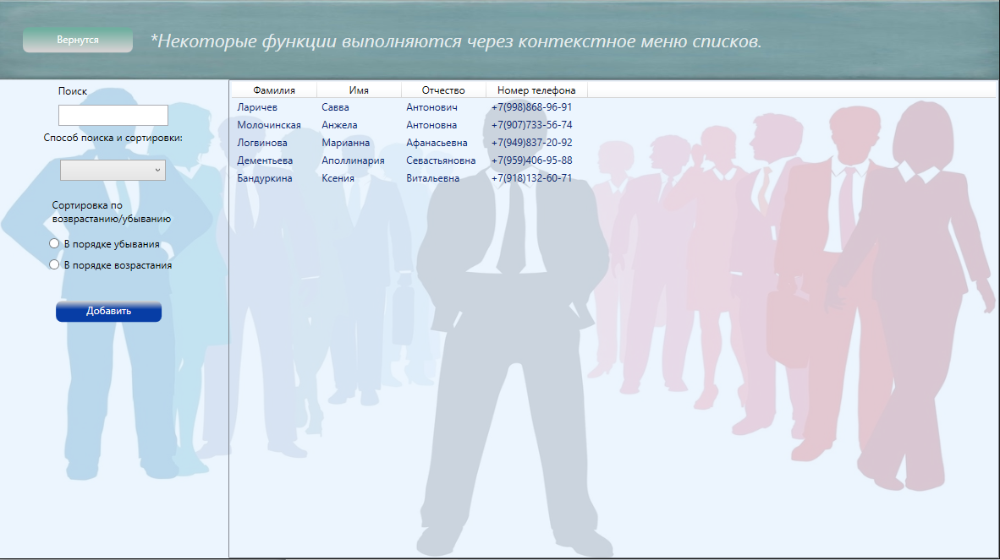 Вернутся
*Некоторые функции выполняются через контекстное меню списков.
Поиск
Способ поиска и сортировки:
Сортировка по
возврастанию/убыванию
В порядке убывания
В порядке возрастания
Добавить
Фамилия Имя Отчество Номер телефона
Ларичев Савва Антонович +7(998)868-96-91
Молочинская Анжела Антоновна +7(907)733-56-74
Логвинова Марианна Афанасьевна +7(949)837-20-92
Дементьева Аполлинария Севастьяновна +7(959)406-95-88
Бандуркина Ксения Витальевна +7(918)132-60-71